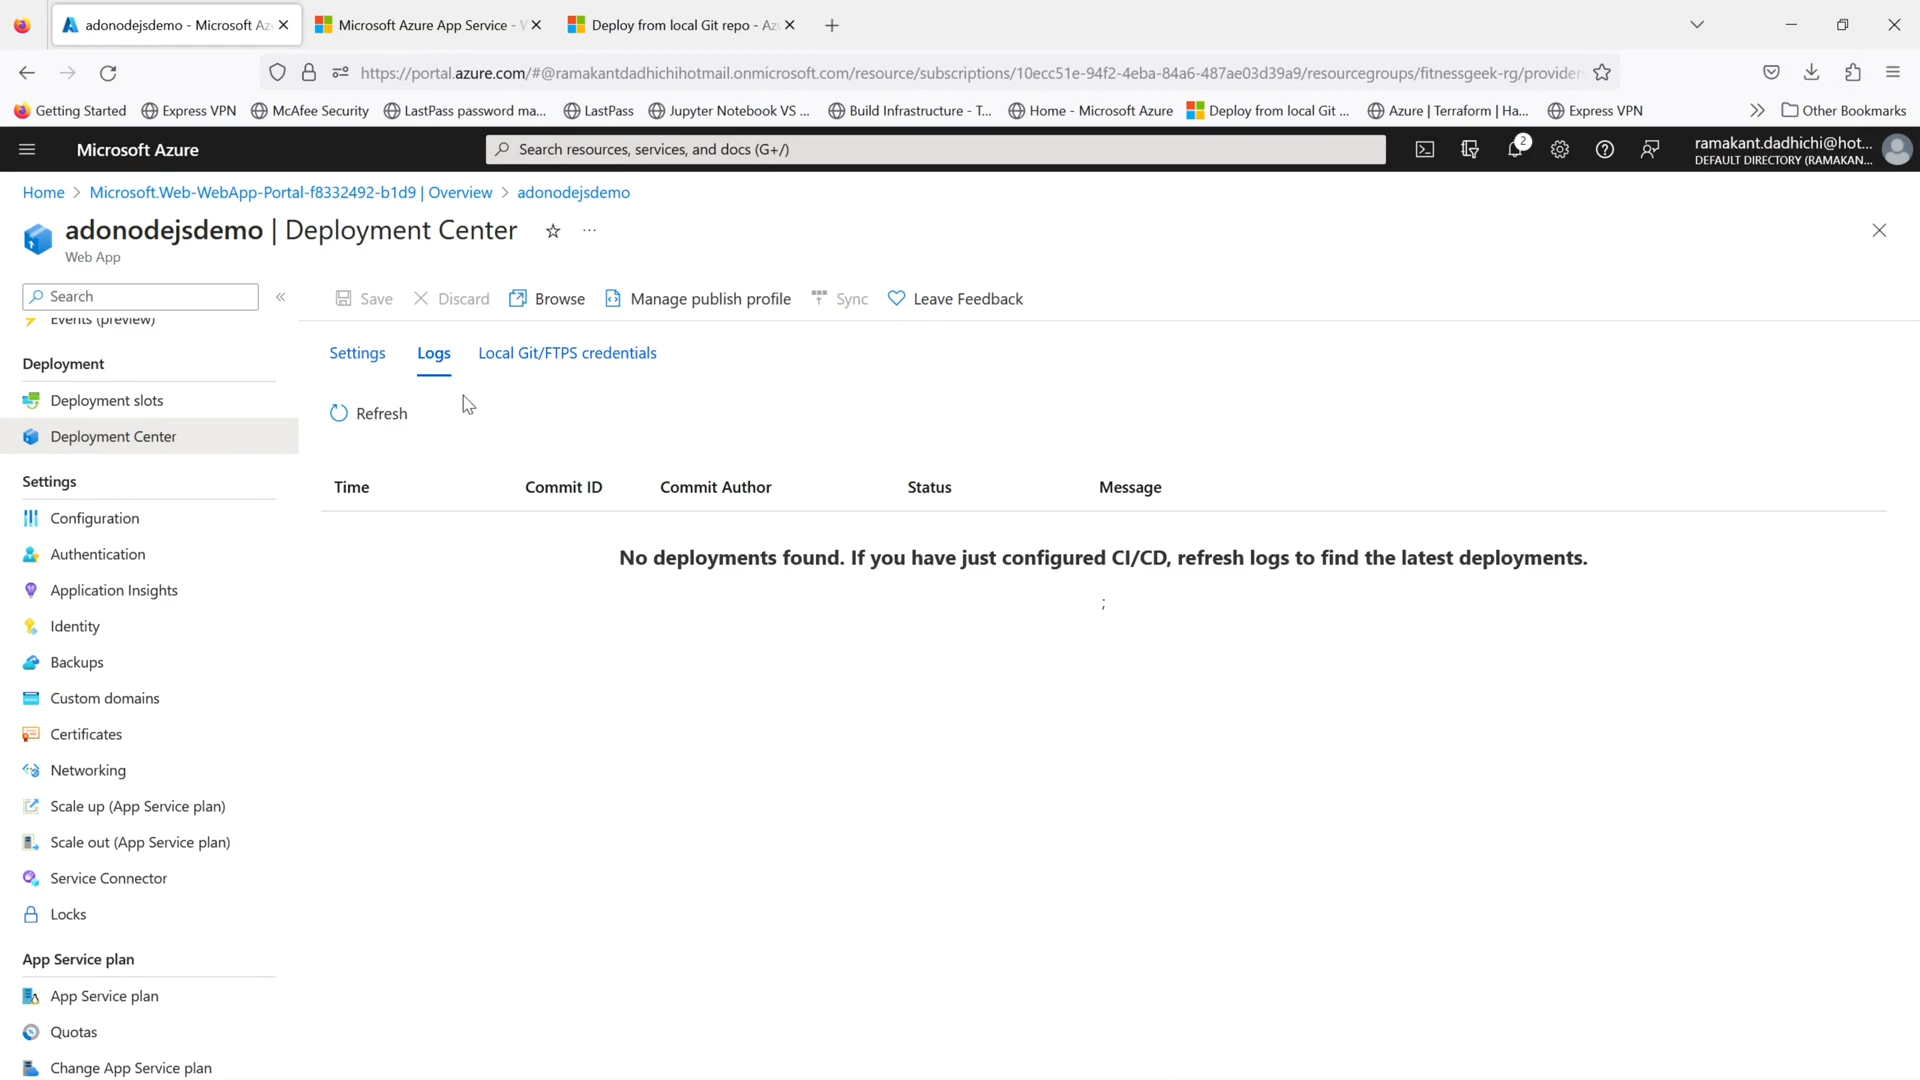 adonodejsdemo - Microsoft Az
Microsoft Azure App Service - W
Deploy from local Git repo - Az
https://portal.azure.com/#@ramakantdadhichihotmail.onmicrosoft.com/resource/subscriptions/10ecc51e-94f2-4eba-84a6-487ae03d39a9/resourcegroups/fitnessgeek-rg/provider
Getting Started
Express VPN
McAfee Security
LastPass password ma...
LastPass
Jupyter Notebook VS ...
Build Infrastructure - T...
Home - Microsoft Azure
Deploy from local Git ...
Azure | Terraform | Ha...
Express VPN
Other Bookmarks
Microsoft Azure
Search resources, services, and docs (G+/)
2
ramakant.dadhichi@hot...
DEFAULT DIRECTORY (RAMAKAN...
Home > Microsoft.Web-WebApp-Portal-f8332492-b1d9 | Overview > adonodejsdemo
adonodejsdemo | Deployment Center
Web App
Search
Save
Discard
Browse
Manage publish profile
Sync
Leave Feedback
Events (preview)
Deployment
Deployment slots
Deployment Center
Settings
Configuration
Authentication
Application Insights
Identity
Backups
Custom domains
Certificates
Networking
Scale up (App Service plan)
Scale out (App Service plan)
Service Connector
Locks
App Service plan
App Service plan
Quotas
Change App Service plan
Settings
Logs
Local Git/FTPS credentials
Refresh
Time
Commit ID
Commit Author
Status
Message
No deployments found. If you have just configured CI/CD, refresh logs to find the latest deployments.
;